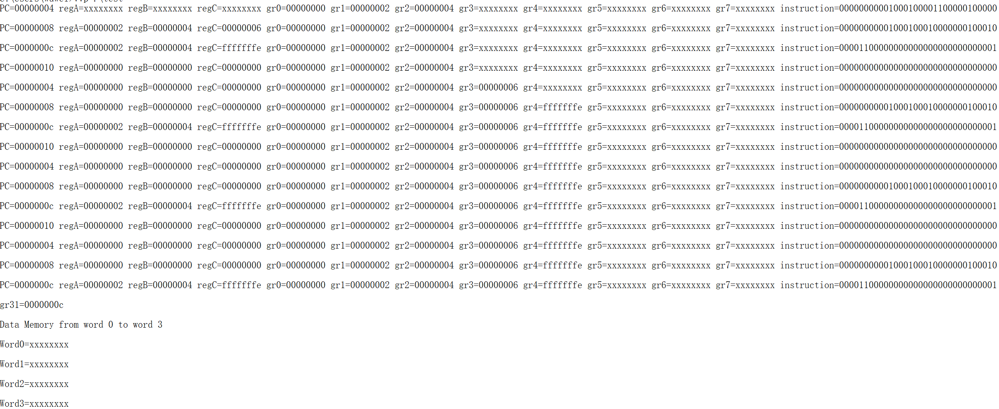 PC=00000004 regA=xxxxxxxx regB=xxxxxxxx regC=xxxxxxxx gr0=00000000 gr1=00000002 gr2=00000004 gr3=xxxxxxxx gr4=xxxxxxxx gr5=xxxxxxxx gr6=xxxxxxxx gr7=xxxxxxxx instruction=00000000001000100001100000100000
PC=00000008 regA=00000002 regB=00000004 regC=00000006 gr0=00000000 gr1=00000002 gr2=00000004 gr3=xxxxxxxx gr4=xxxxxxxx gr5=xxxxxxxx gr6=xxxxxxxx gr7=xxxxxxxx instruction=00000000001000100010000000100010
PC=0000000c regA=00000002 regB=00000004 regC=fffffffe gr0=00000000 gr1=00000002 gr2=00000004 gr3=xxxxxxxx gr4=xxxxxxxx gr5=xxxxxxxx gr6=xxxxxxxx gr7=xxxxxxxx instruction=00001100000000000000000000000001
PC=00000010 regA=00000000 regB=00000000 regC=00000000 gr0=00000000 gr1=00000002 gr2=00000004 gr3=xxxxxxxx gr4=xxxxxxxx gr5=xxxxxxxx gr6=xxxxxxxx gr7=xxxxxxxx instruction=00000000000000000000000000000000
PC=00000004 regA=00000000 regB=00000000 regC=00000000 gr0=00000000 gr1=00000002 gr2=00000004 gr3=00000006 gr4=xxxxxxxx gr5=xxxxxxxx gr6=xxxxxxxx gr7=xxxxxxxx instruction=00000000000000000000000000000000
PC=00000008 regA=00000000 regB=00000000 regC=00000000 gr0=00000000 gr1=00000002 gr2=00000004 gr3=00000006 gr4=fffffffe gr5=xxxxxxxx gr6=xxxxxxxx gr7=xxxxxxxx instruction=00000000001000100010000000100010
PC=0000000c regA=00000002 regB=00000004 regC=fffffffe gr0=00000000 gr1=00000002 gr2=00000004 gr3=00000006 gr4=fffffffe gr5=xxxxxxxx gr6=xxxxxxxx gr7=xxxxxxxx instruction=00001100000000000000000000000001
PC=00000010 regA=00000000 regB=00000000 regC=00000000 gr0=00000000 gr1=00000002 gr2=00000004 gr3=00000006 gr4=fffffffe gr5=xxxxxxxx gr6=xxxxxxxx gr7=xxxxxxxx instruction=00000000000000000000000000000000
PC=00000004 regA=00000000 regB=00000000 regC=00000000 gr0=00000000 gr1=00000002 gr2=00000004 gr3=00000006 gr4=fffffffe gr5=xxxxxxxx gr6=xxxxxxxx gr7=xxxxxxxx instruction=00000000000000000000000000000000
PC=00000008 regA=00000000 regB=00000000 regC=00000000 gr0=00000000 gr1=00000002 gr2=00000004 gr3=00000006 gr4=fffffffe gr5=xxxxxxxx gr6=xxxxxxxx gr7=xxxxxxxx instruction=00000000001000100010000000100010
PC=0000000c regA=00000002 regB=00000004 regC=fffffffe gr0=00000000 gr1=00000002 gr2=00000004 gr3=00000006 gr4=fffffffe gr5=xxxxxxxx gr6=xxxxxxxx gr7=xxxxxxxx instruction=00001100000000000000000000000001
PC=00000010 regA=00000000 regB=00000000 regC=00000000 gr0=00000000 gr1=00000002 gr2=00000004 gr3=00000006 gr4=fffffffe gr5=xxxxxxxx gr6=xxxxxxxx gr7=xxxxxxxx instruction=00000000000000000000000000000000
PC=00000004 regA=00000000 regB=00000000 regC=00000000 gr0=00000000 gr1=00000002 gr2=00000004 gr3=00000006 gr4=fffffffe gr5=xxxxxxxx gr6=xxxxxxxx gr7=xxxxxxxx instruction=00000000000000000000000000000000
PC=00000008 regA=00000000 regB=00000000 regC=00000000 gr0=00000000 gr1=00000002 gr2=00000004 gr3=00000006 gr4=fffffffe gr5=xxxxxxxx gr6=xxxxxxxx gr7=xxxxxxxx instruction=00000000001000100010000000100010
PC=0000000c regA=00000002 regB=00000004 regC=fffffffe gr0=00000000 gr1=00000002 gr2=00000004 gr3=00000006 gr4=fffffffe gr5=xxxxxxxx gr6=xxxxxxxx gr7=xxxxxxxx instruction=00001100000000000000000000000001
gr31=0000000c
Data Memory from word 0 to word 3
Word0=xxxxxxxx
Word1=xxxxxxxx
Word2=xxxxxxxx
Word3=xxxxxxxx